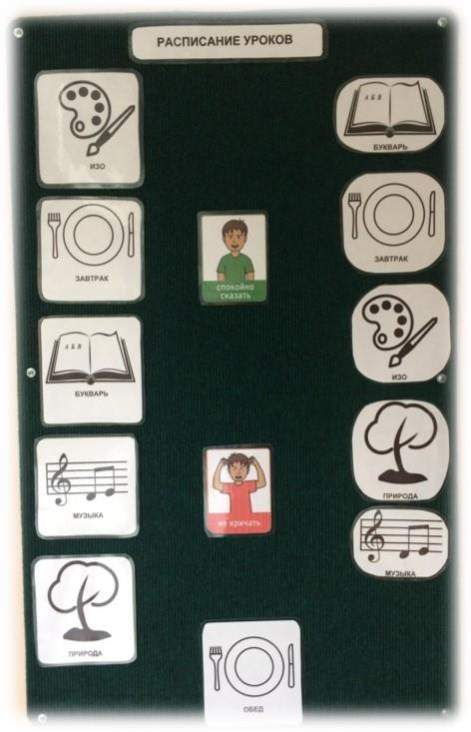 РАСПИСАНИЕ УРОКОВ
ИЗО
ЗАВТРАК
А Б В
БУКВАРЬ
МУЗЫКА
ПРИРОДА
спокойно
сказать
не кричать
ОБЕД
А Б В
БУКВАРЬ
ЗАВТРАК
ИЗО
ПРИРОДА
МУЗЫКА